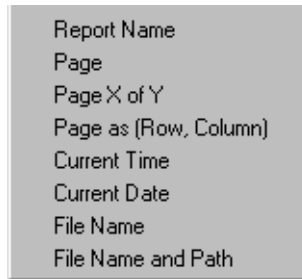 Report Name
Page
Page X of Y
Page as (Row, Column)
Current Time
Current Date
File Name
File Name and Path